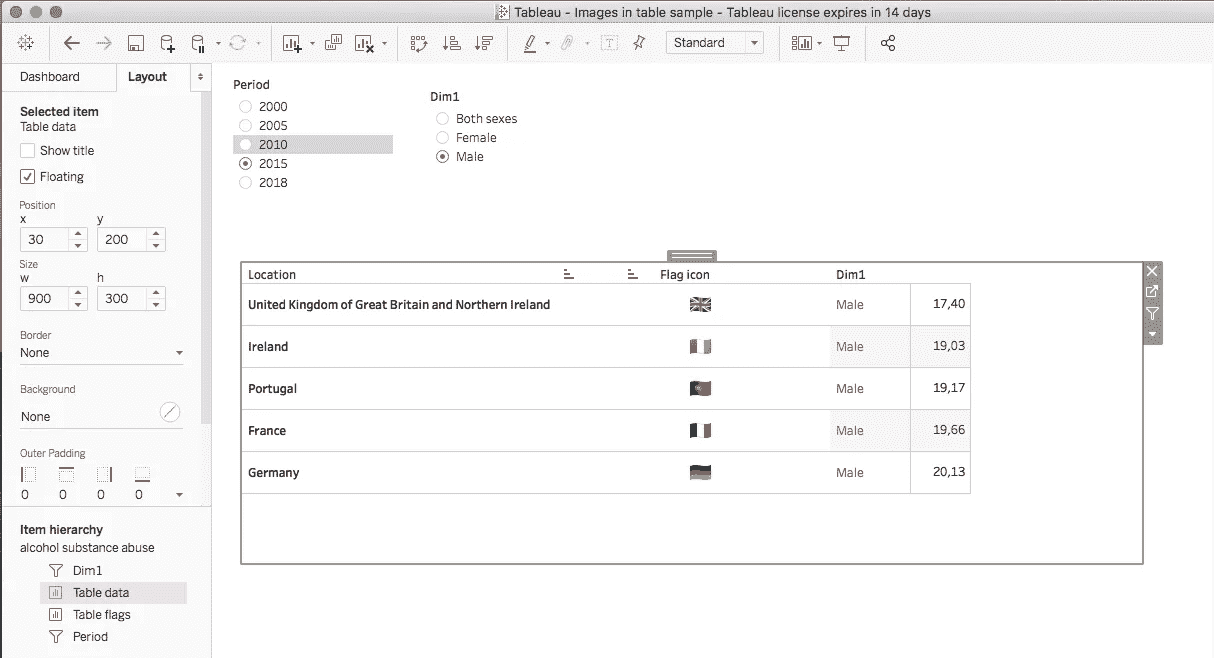 Tableau - Images in table sample - Tableau license expires in 14 days
Standard
Dashboard Layout
Selected item
Table data
Show title
Floating
Position
x y
30 200
Size
w h
900 300
Border
None
Background
None
Outer Padding
0 0 0 0
Item hierarchy
alcohol substance abuse
Dim1
Table data
Table flags
Period
Period
2000
2005
2010
2015
2018
Dim1
Both sexes
Female
Male
Location Flag icon Dim1
United Kingdom of Great Britain and Northern Ireland Male 17,40
Ireland Male 19,03
Portugal Male 19,17
France Male 19,66
Germany Male 20,13